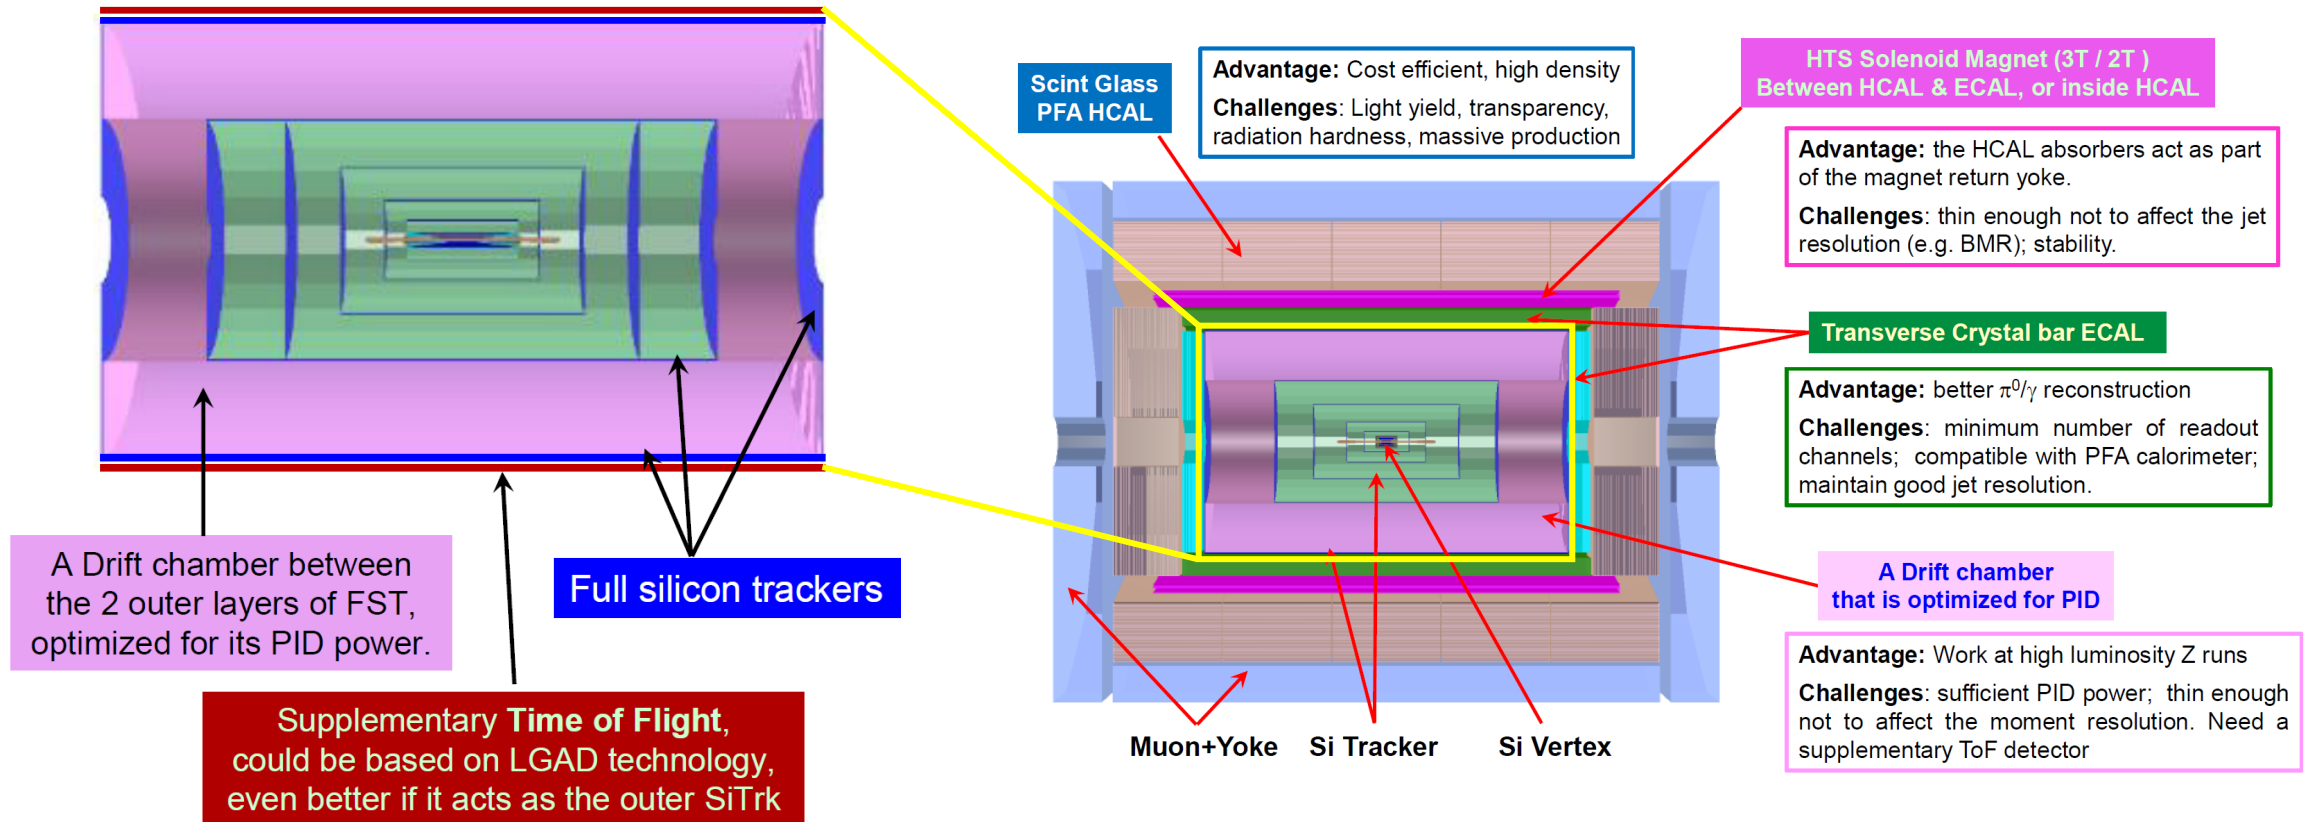 A Drift chamber between
the 2 outer layers of FST,
optimized for its PID power.
Full silicon trackers
Supplementary Time of Flight,
could be based on LGAD technology,
even better if it acts as the outer SiTrk
Scint Glass
PFA HCAL
Advantage: Cost efficient, high density
Challenges: Light yield, transparency,
radiation hardness, massive production
HTS Solenoid Magnet (3T / 2T )
Between HCAL & ECAL, or inside HCAL
Advantage: the HCAL absorbers act as part
of the magnet return yoke.
Challenges: thin enough not to affect the jet
resolution (e.g. BMR); stability.
Transverse Crystal bar ECAL
Advantage: better π⁰/γ reconstruction
Challenges: minimum number of readout
channels; compatible with PFA calorimeter;
maintain good jet resolution.
A Drift chamber
that is optimized for PID
Advantage: Work at high luminosity Z runs
Challenges: sufficient PID power; thin enough
not to affect the moment resolution. Need a
supplementary ToF detector
Muon+Yoke
Si Tracker
Si Vertex